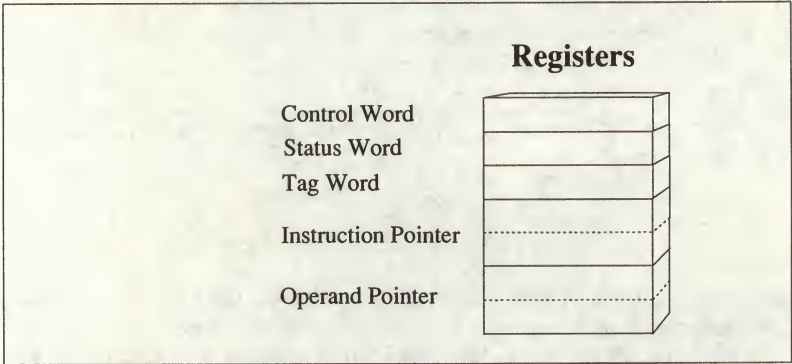 Registers
Control Word
Status Word
Tag Word
Instruction Pointer
Operand Pointer